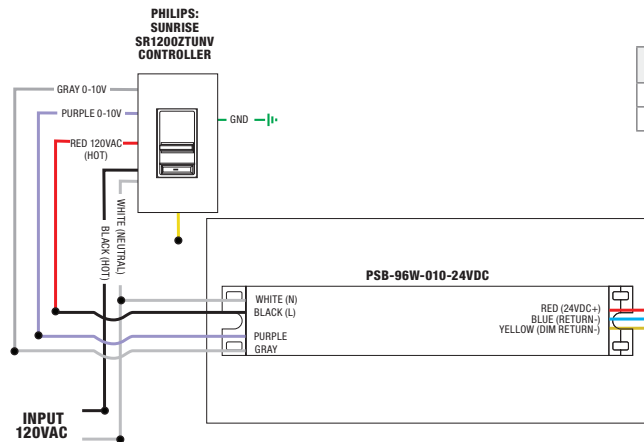 PHILIPS:
SUNRISE
SR1200ZTUNV
CONTROLLER
GRAY 0-10V
PURPLE 0-10V
GND
RED 120VAC
(HOT)
WHITE (NEUTRAL)
BLACK (HOT)
PSB-96W-010-24VDC
WHITE (N)
BLACK (L)
PURPLE
GRAY
RED (24VDC+)
BLUE (RETURN-)
YELLOW (DIM RETURN-)
INPUT
120VAC